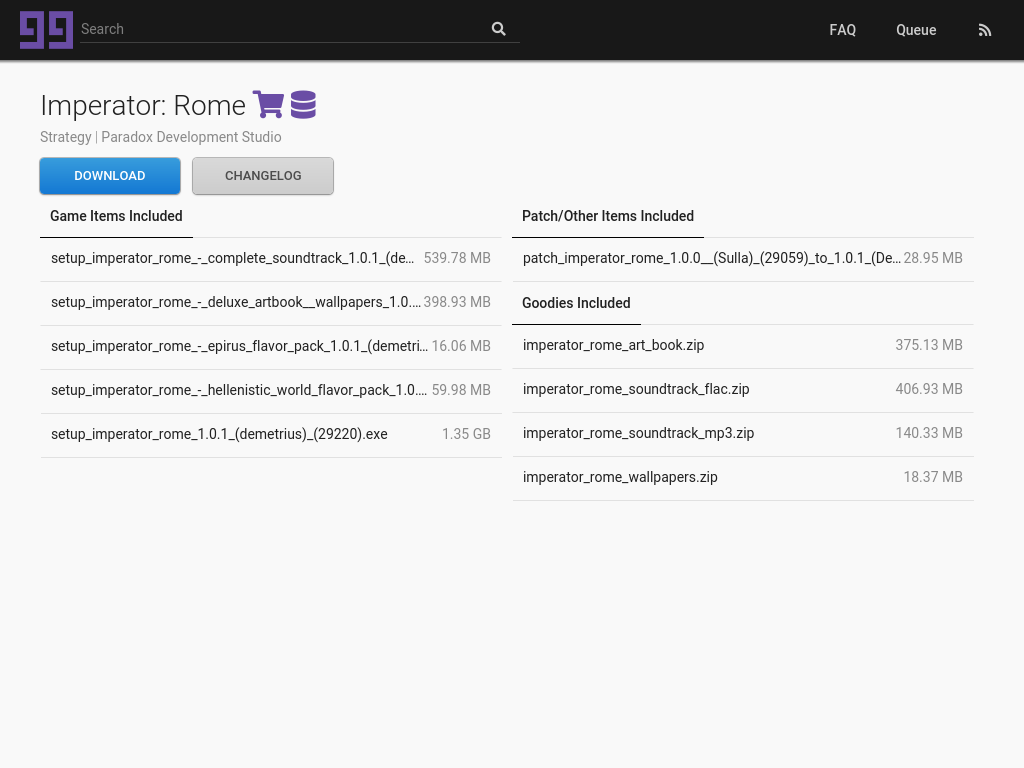 gg
Search
FAQ
Queue
Imperator: Rome
Strategy | Paradox Development Studio
DOWNLOAD
CHANGELOG
Game Items Included
setup_imperator_rome_-_complete_soundtrack_1.0.1_(de... 539.78 MB
setup_imperator_rome_-_deluxe_artbook__wallpapers_1.0.... 398.93 MB
setup_imperator_rome_-_epirus_flavor_pack_1.0.1_(demetri... 16.06 MB
setup_imperator_rome_-_hellenistic_world_flavor_pack_1.0.... 59.98 MB
setup_imperator_rome_1.0.1_(demetrius)_(29220).exe 1.35 GB
Patch/Other Items Included
patch_imperator_rome_1.0.0__(Sulla)_(29059)_to_1.0.1_(De... 28.95 MB
Goodies Included
imperator_rome_art_book.zip 375.13 MB
imperator_rome_soundtrack_flac.zip 406.93 MB
imperator_rome_soundtrack_mp3.zip 140.33 MB
imperator_rome_wallpapers.zip 18.37 MB